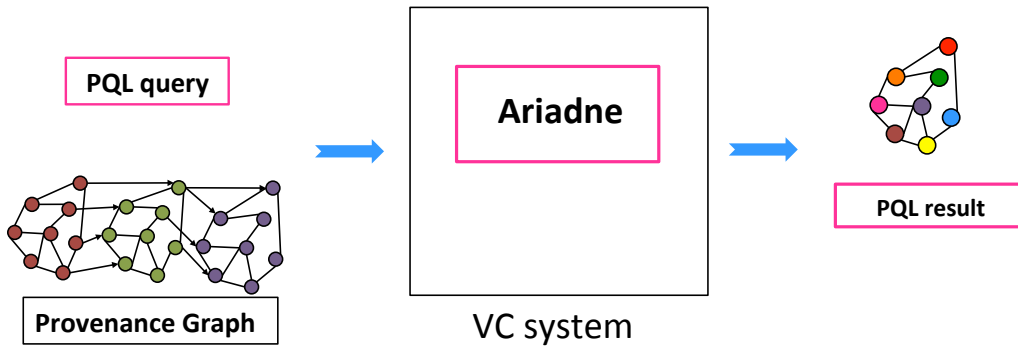 PQL query
Provenance Graph
Ariadne
VC system
PQL result